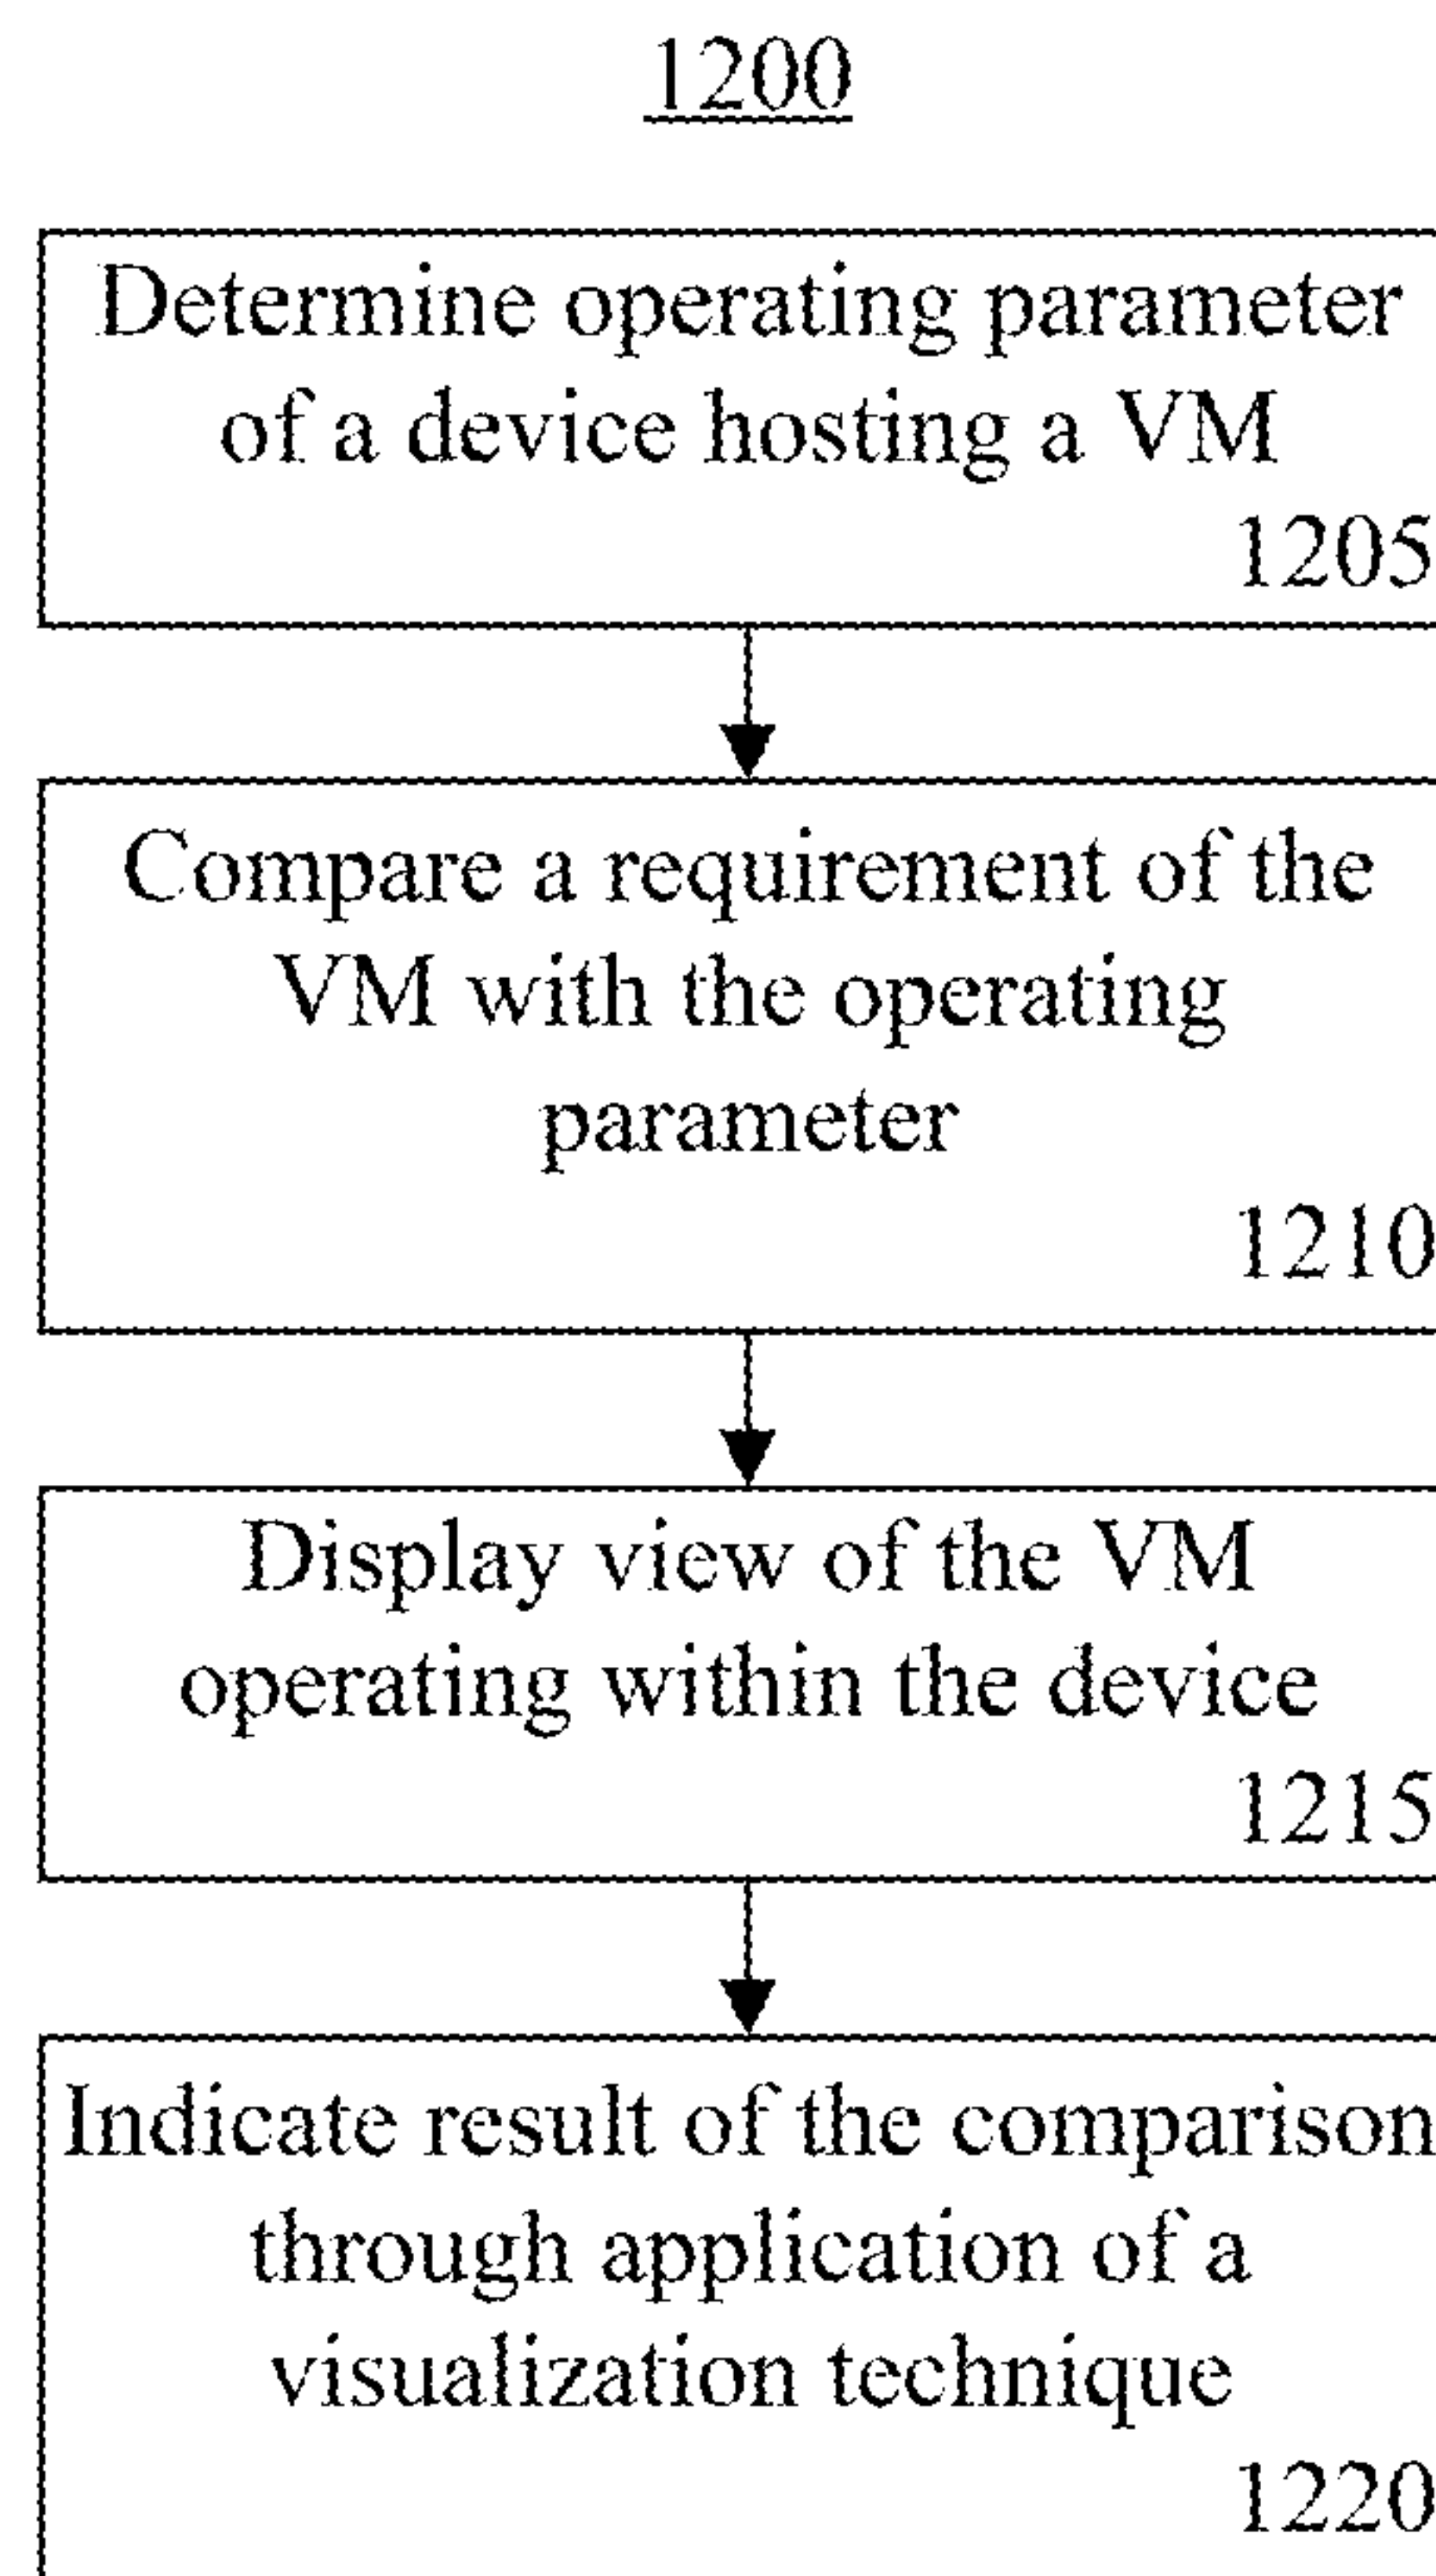 1200
Determine operating parameter
of a device hosting a VM
1205
Compare a requirement of the
VM with the operating
parameter
1210
Display view of the VM
operating within the device
1215
Indicate result of the comparison
through application of a
visualization technique
1220